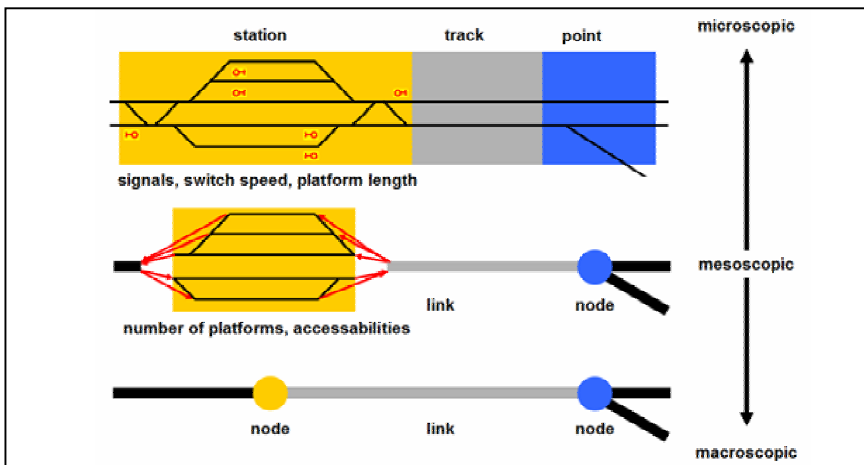 station track point microscopic
signals, switch speed, platform length
mesoscopic
link node
number of platforms, accessabilities
node link node
macroscopic